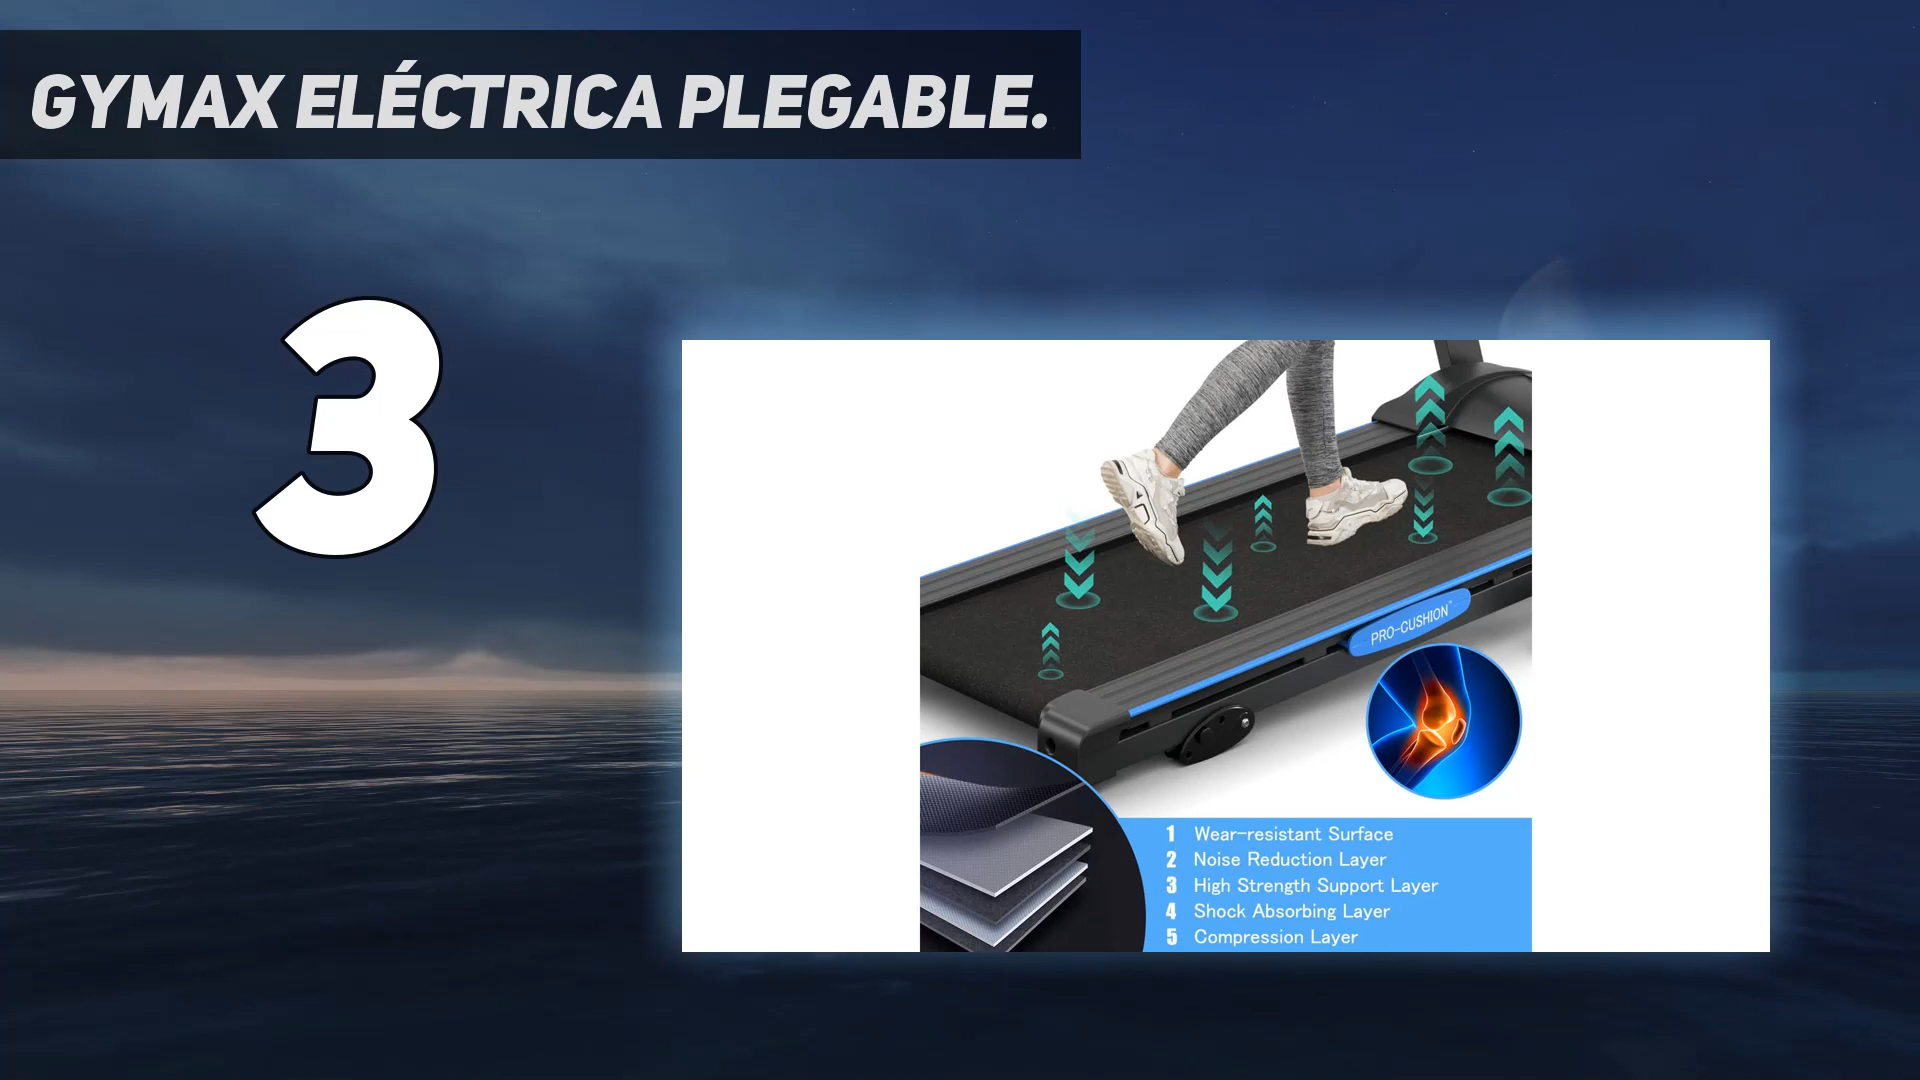 GYMAX ELÉCTRICA PLEGABLE.
3
PRO-CUSHION™
1 Wear-resistant Surface
2 Noise Reduction Layer
3 High Strength Support Layer
4 Shock Absorbing Layer
5 Compression Layer